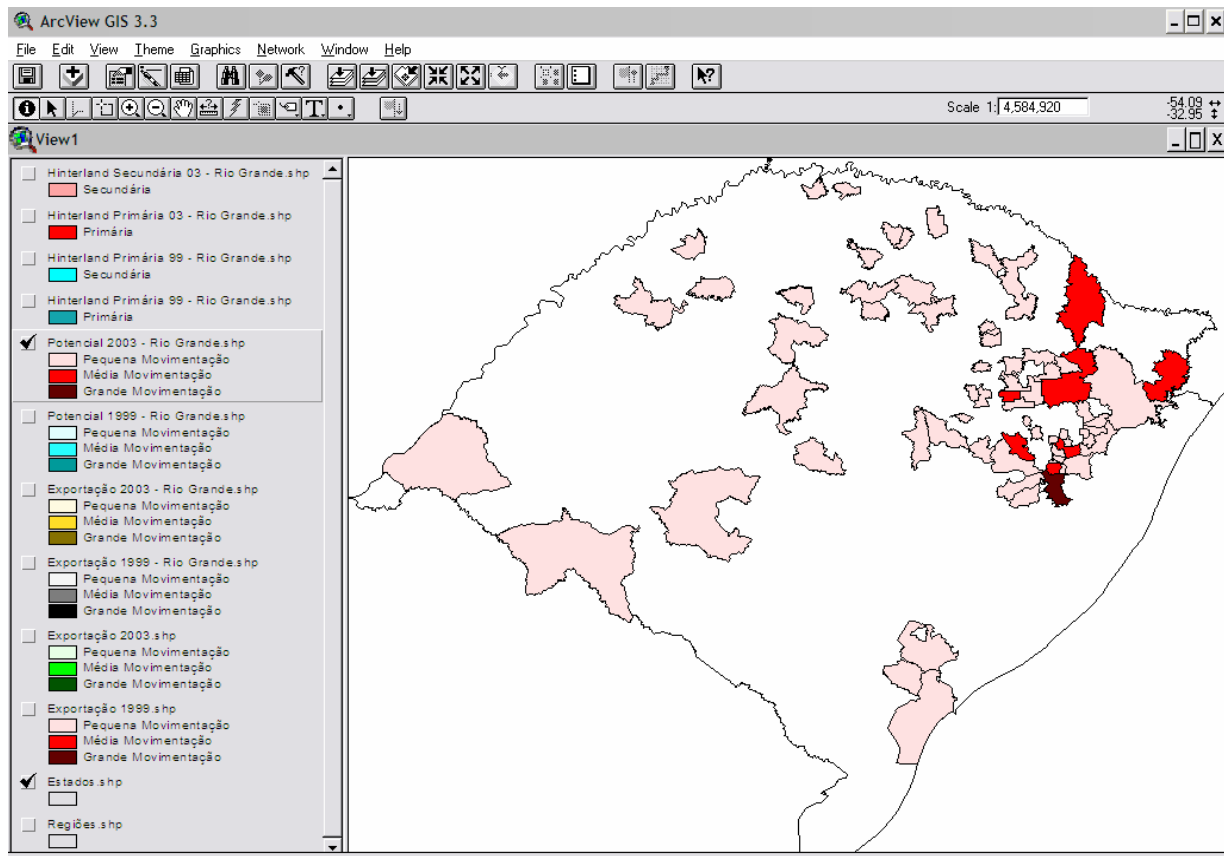 ArcView GIS 3.3
File Edit View Theme Graphics Network Window Help
Scale 1: 4,584,920
-54.09
-32.95
View1
Hinterland Secundária 03 - Rio Grande.shp
Secundária
Hinterland Primária 03 - Rio Grande.shp
Primária
Hinterland Primária 99 - Rio Grande.shp
Secundária
Hinterland Primária 99 - Rio Grande.shp
Primária
Potencial 2003 - Rio Grande.shp
Pequena Movimentação
Média Movimentação
Grande Movimentação
Potencial 1999 - Rio Grande.shp
Pequena Movimentação
Média Movimentação
Grande Movimentação
Exportação 2003 - Rio Grande.shp
Pequena Movimentação
Média Movimentação
Grande Movimentação
Exportação 1999 - Rio Grande.shp
Pequena Movimentação
Média Movimentação
Grande Movimentação
Exportação 2003.shp
Pequena Movimentação
Média Movimentação
Grande Movimentação
Exportação 1999.shp
Pequena Movimentação
Média Movimentação
Grande Movimentação
Estados.shp
Regiões.shp